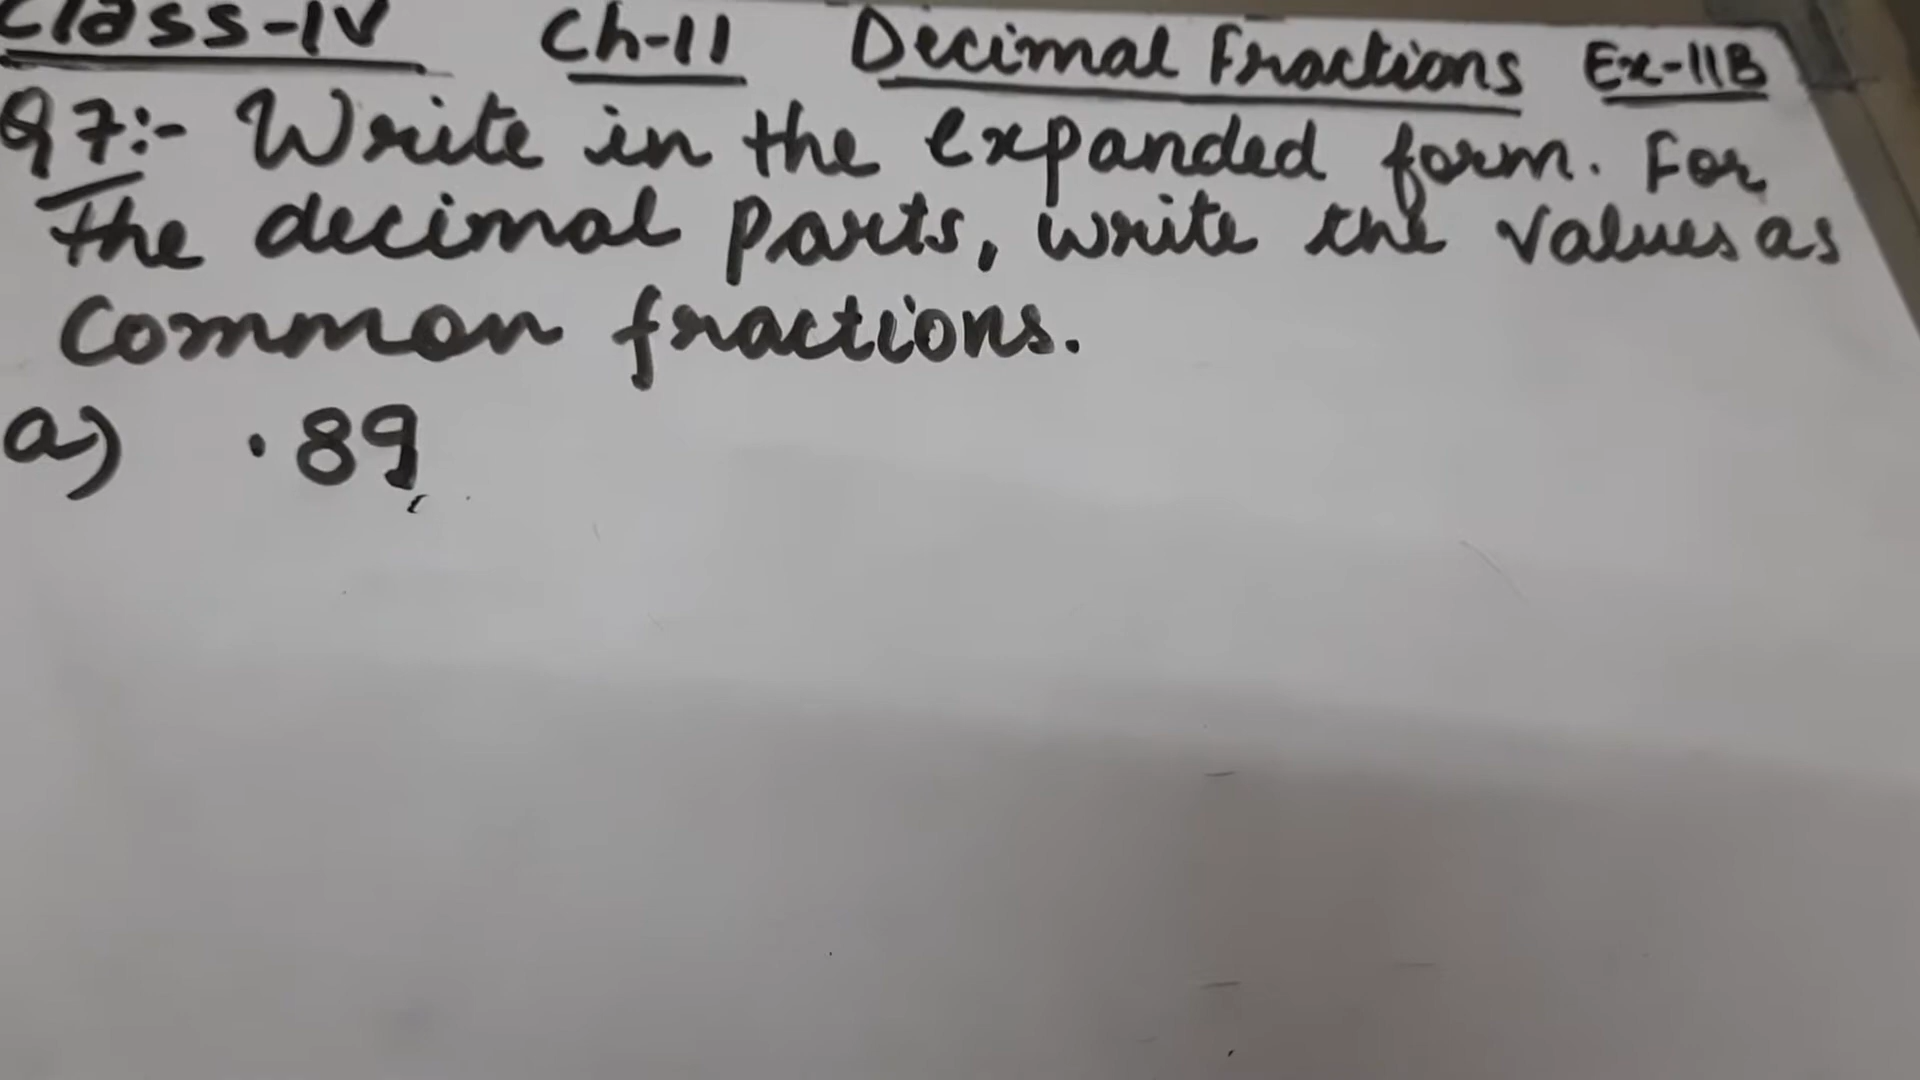 Class-IV Ch-11 Decimal Fractions Ex-11B
Q7:- Write in the expanded form. For
the decimal parts, write the values as
Common fractions.
a) .89